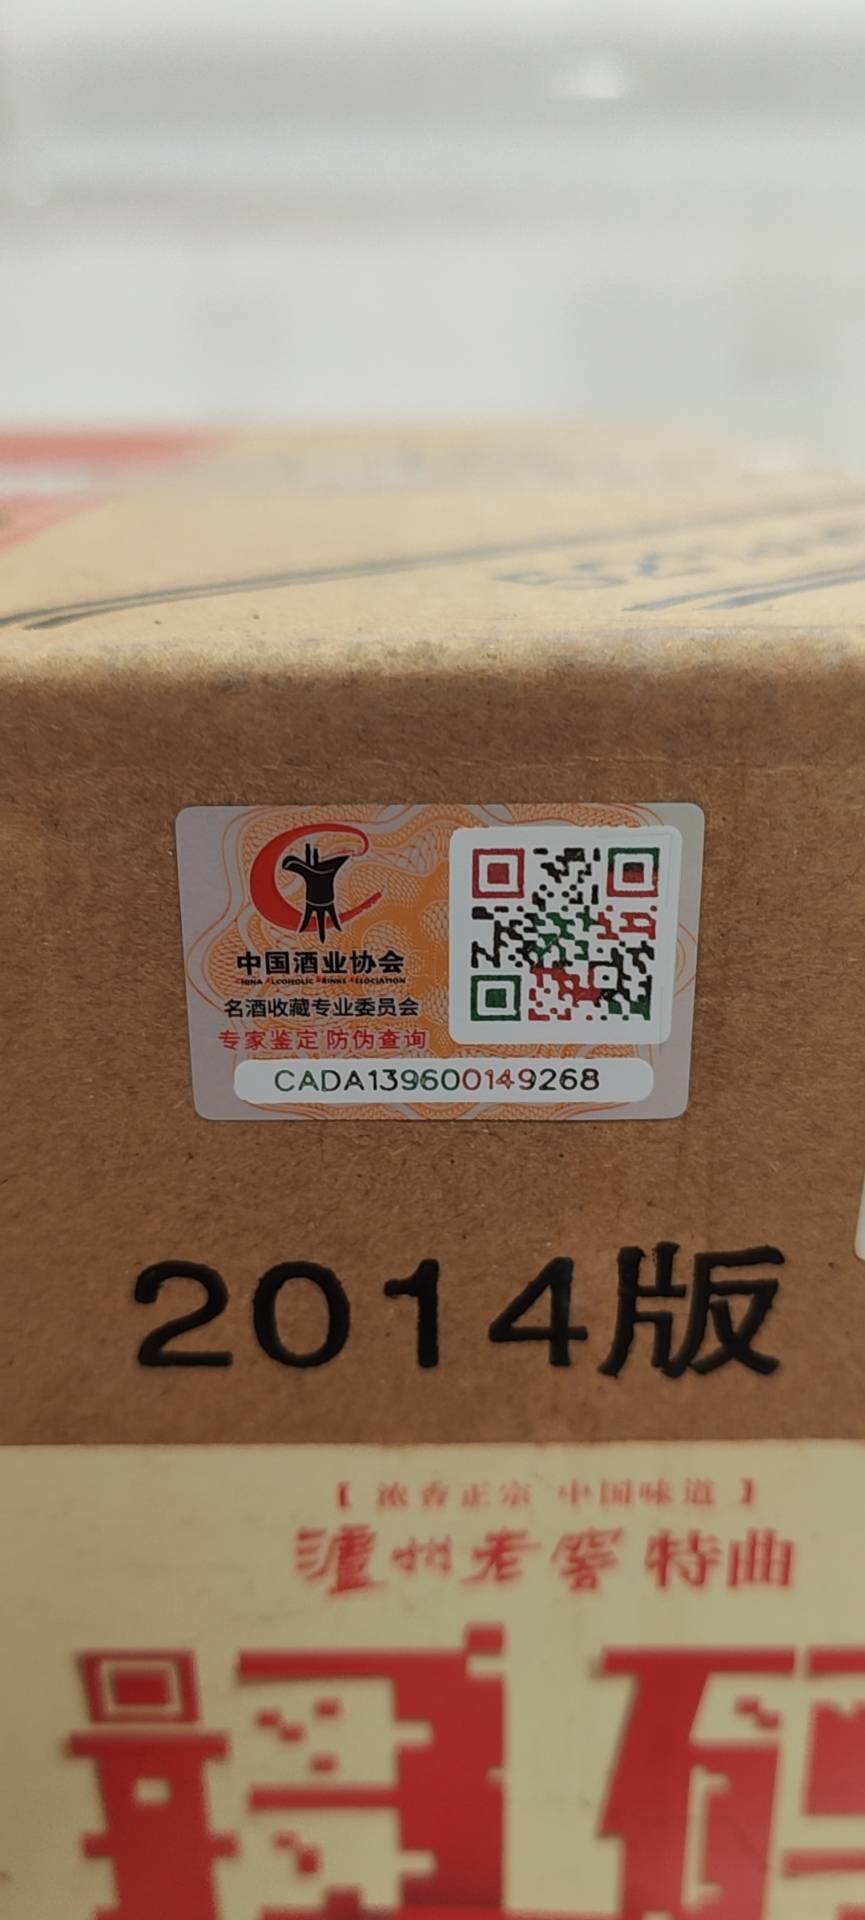 中国酒业协会
CHINA ALCOHOLIC DRINKS ASSOCIATION
名酒收藏专业委员会
专家鉴定 防伪查询
CADA139600149268
2014版
【 浓香正宗 中国味道 】
泸州老窖特曲